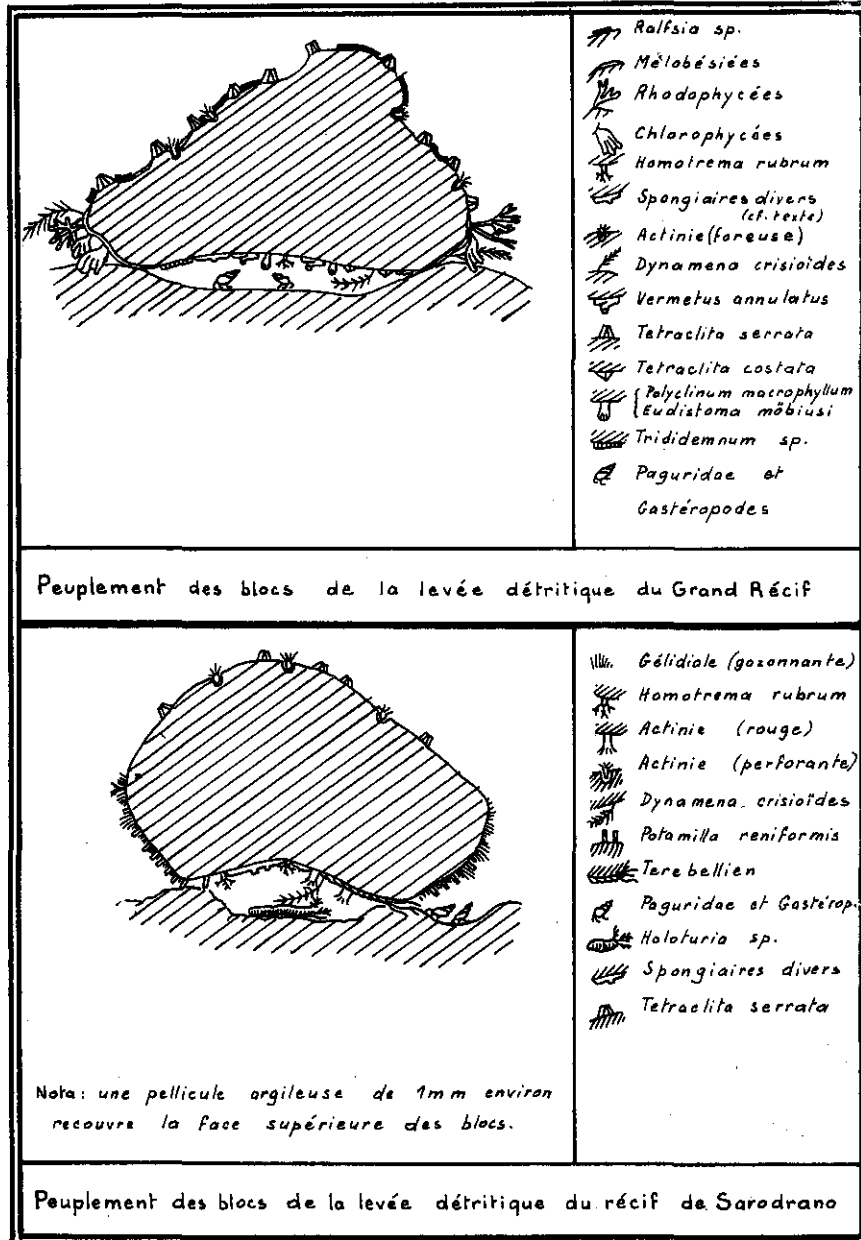 Ralfsia sp.
Mélobésiées
Rhodophycées
Chlorophycées
Homotrema rubrum
Spongiaires divers
(cf. texte)
Actinie (foreuse)
Dynamena crisioïdes
Vermetus annulatus
Tetraclita serrata
Tetraclita costata
Polyclinum macrophyllum
Eudistoma möbiusi
Trididemnum sp.
Paguridae et
Gastéropodes
Peuplement des blocs de la levée détritique du Grand Récif
Gélidiale (gazonnante)
Homotrema rubrum
Actinie (rouge)
Actinie (perforante)
Dynamena crisioïdes
Potamilla reniformis
Terebellien
Paguridae et Gastérop.
Holoturia sp.
Spongiaires divers
Tetraclita serrata
Nota: une pellicule argileuse de 1mm environ
recouvre la face supérieure des blocs.
Peuplement des blocs de la levée détritique du récif de Sarodrano